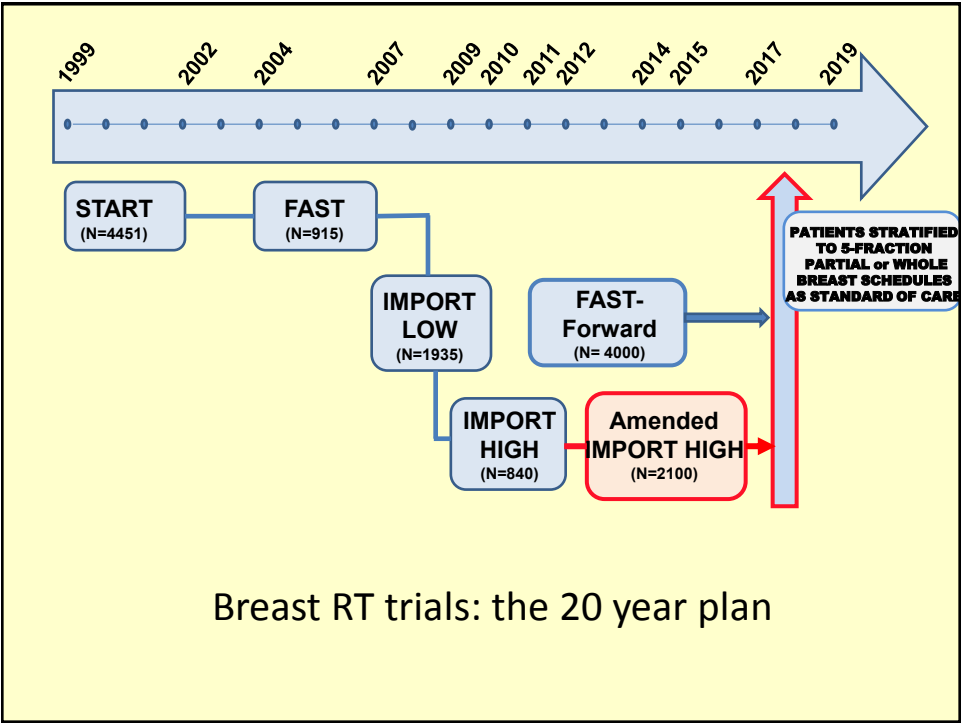 1999
2002
2004
2007
2009
2010
2011
2012
2014
2015
2017
2019
START
(N=4451)
FAST
(N=915)
PATIENTS STRATIFIED
TO 5-FRACTION
PARTIAL or WHOLE
BREAST SCHEDULES
AS STANDARD OF CARE
IMPORT
LOW
(N=1935)
FAST-
Forward
(N= 4000)
IMPORT
HIGH
(N=840)
Amended
IMPORT HIGH
(N=2100)
Breast RT trials: the 20 year plan